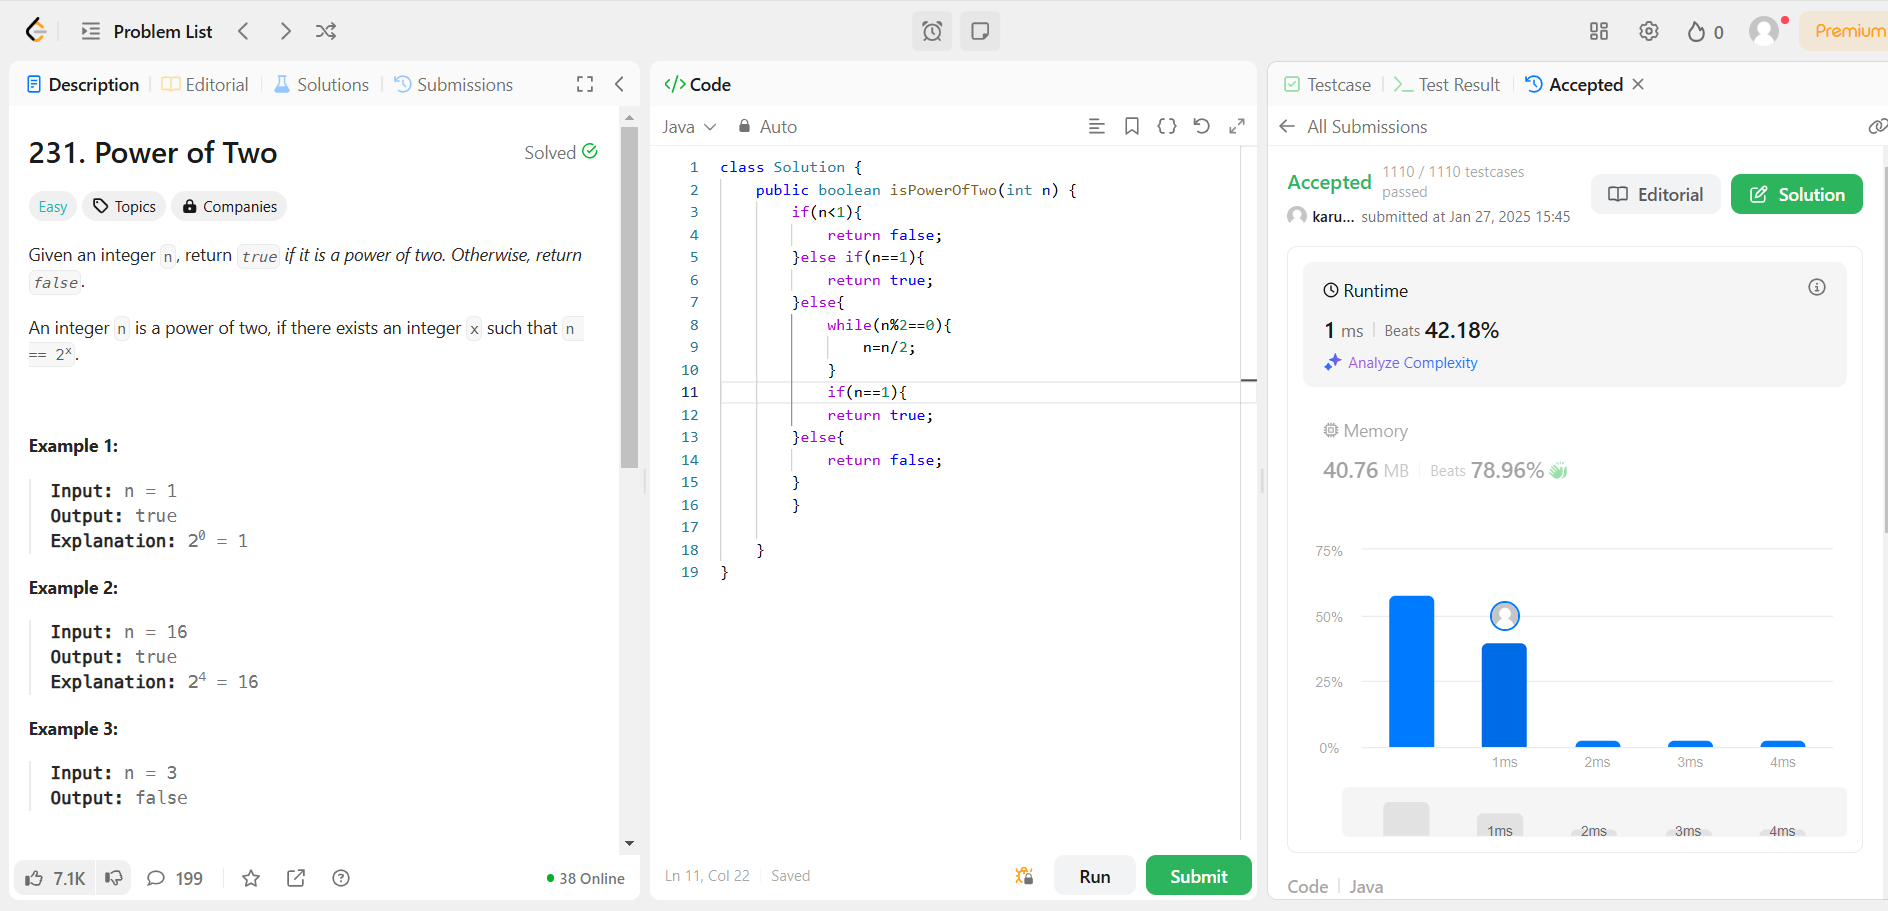 Problem List
0
Premium
Description
Editorial
Solutions
Submissions
231. Power of Two
Solved
Easy
Topics
Companies
Given an integer n, return true if it is a power of two. Otherwise, return
false.
An integer n is a power of two, if there exists an integer x such that n
== 2ˣ.
Example 1:
Input: n = 1
Output: true
Explanation: 2⁰ = 1
Example 2:
Input: n = 16
Output: true
Explanation: 2⁴ = 16
Example 3:
Input: n = 3
Output: false
7.1K
199
38 Online
</> Code
Java
Auto
1 class Solution {
2     public boolean isPowerOfTwo(int n) {
3         if(n<1){
4             return false;
5         }else if(n==1){
6             return true;
7         }else{
8             while(n%2==0){
9                 n=n/2;
10             }
11             if(n==1){
12             return true;
13         }else{
14             return false;
15         }
16         }
17
18     }
19 }
Ln 11, Col 22
Saved
Run
Submit
Testcase
Test Result
Accepted
All Submissions
Accepted
1110 / 1110 testcases
passed
karu... submitted at Jan 27, 2025 15:45
Editorial
Solution
Runtime
1 ms
Beats 42.18%
Analyze Complexity
Memory
40.76 MB
Beats 78.96%
75%
50%
25%
0%
1ms
2ms
3ms
4ms
1ms
2ms
3ms
4ms
Code
Java